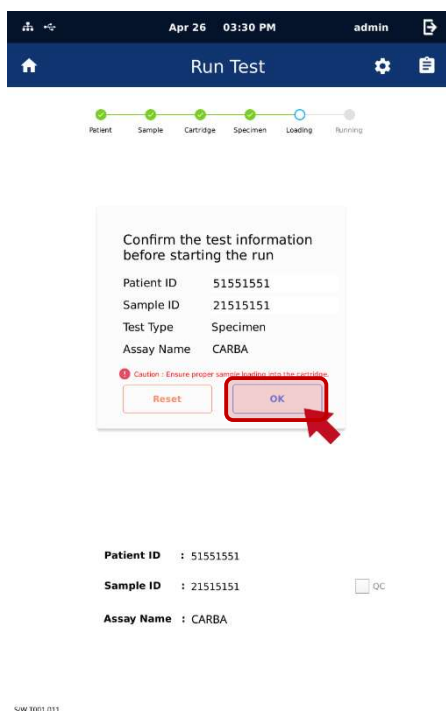 Apr 26 03:30 PM admin
Run Test
Patient Sample Cartridge Specimen Loading Running
Confirm the test information
before starting the run
Patient ID 51551551
Sample ID 21515151
Test Type Specimen
Assay Name CARBA
Caution : Ensure proper sample loading into the cartridge.
Reset OK
Patient ID : 51551551
Sample ID : 21515151 QC
Assay Name : CARBA
S/W T001.011